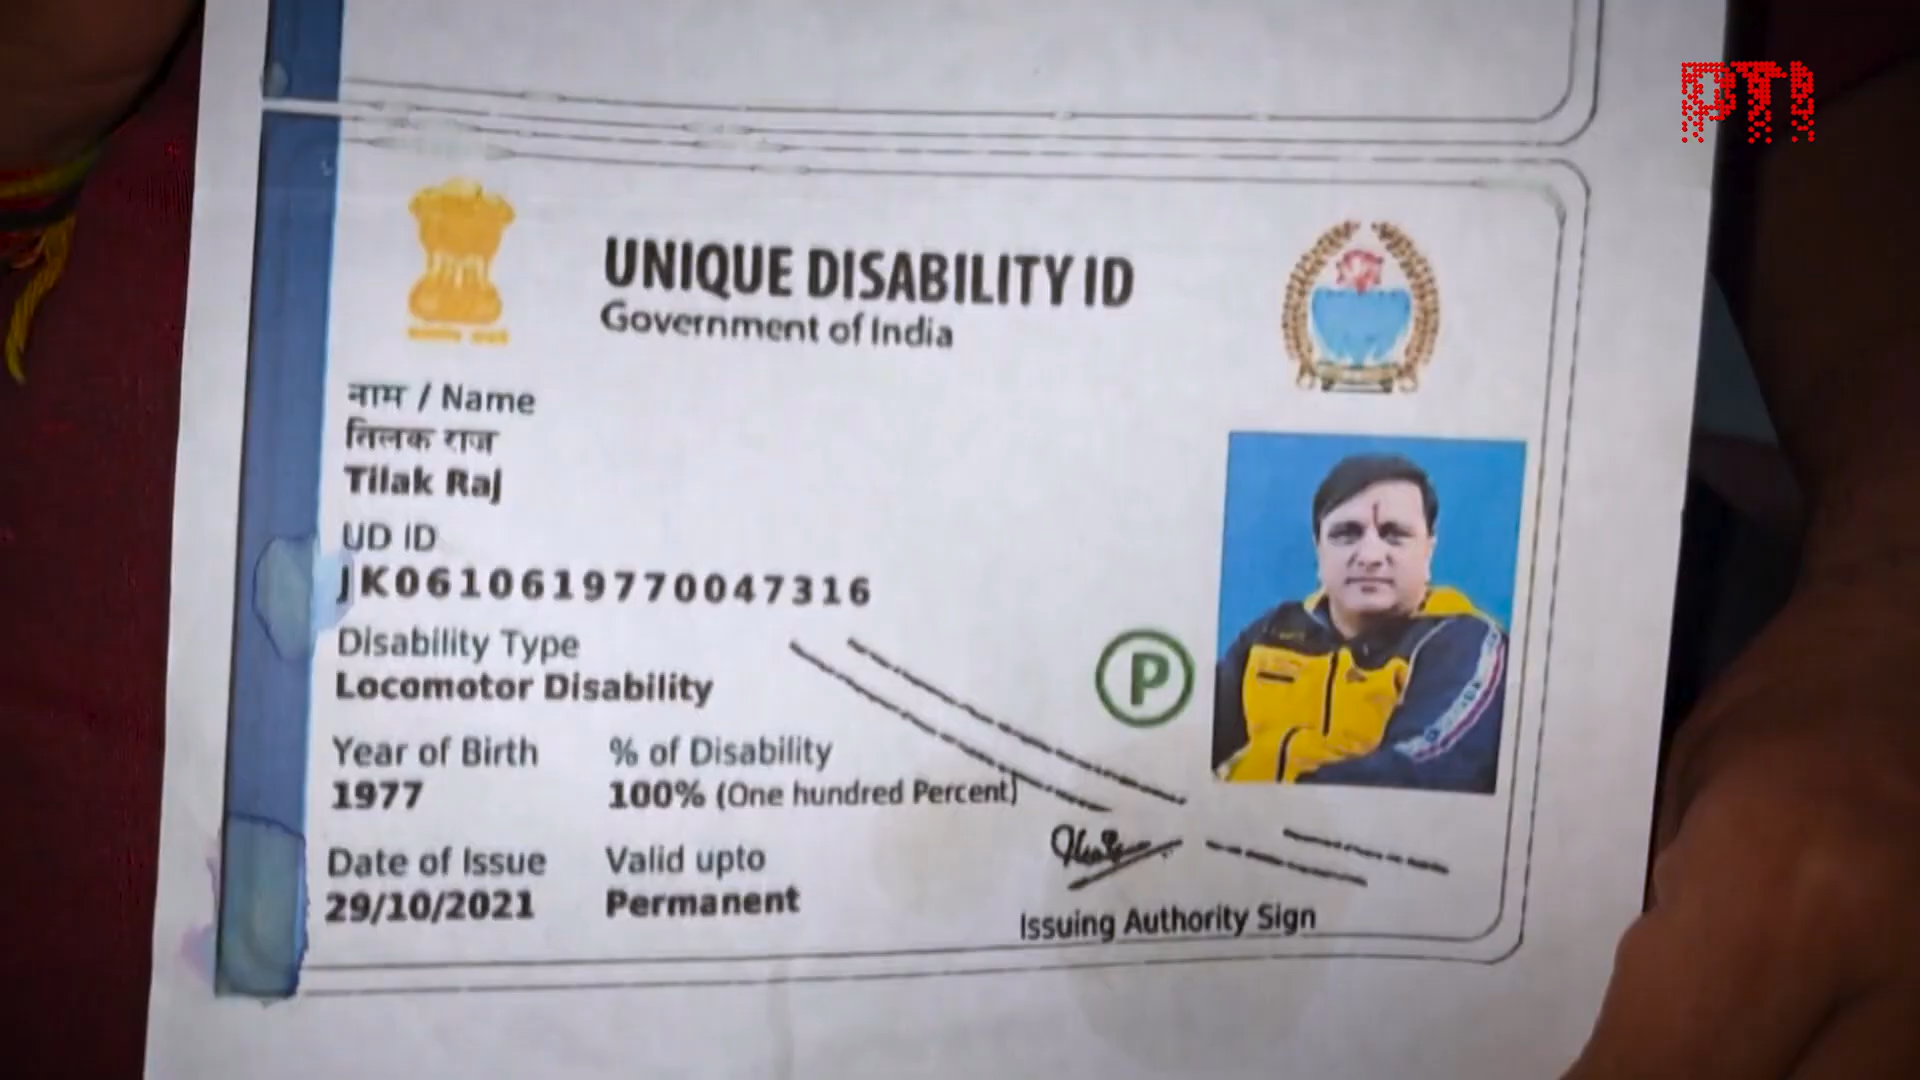 PTI
UNIQUE DISABILITY ID
Government of India
नाम / Name
तिलक राज
Tilak Raj
UD ID
JK0610619770047316
Disability Type
Locomotor Disability
P
Year of Birth % of Disability
1977 100% (One hundred Percent)
Date of Issue Valid upto
29/10/2021 Permanent
Issuing Authority Sign